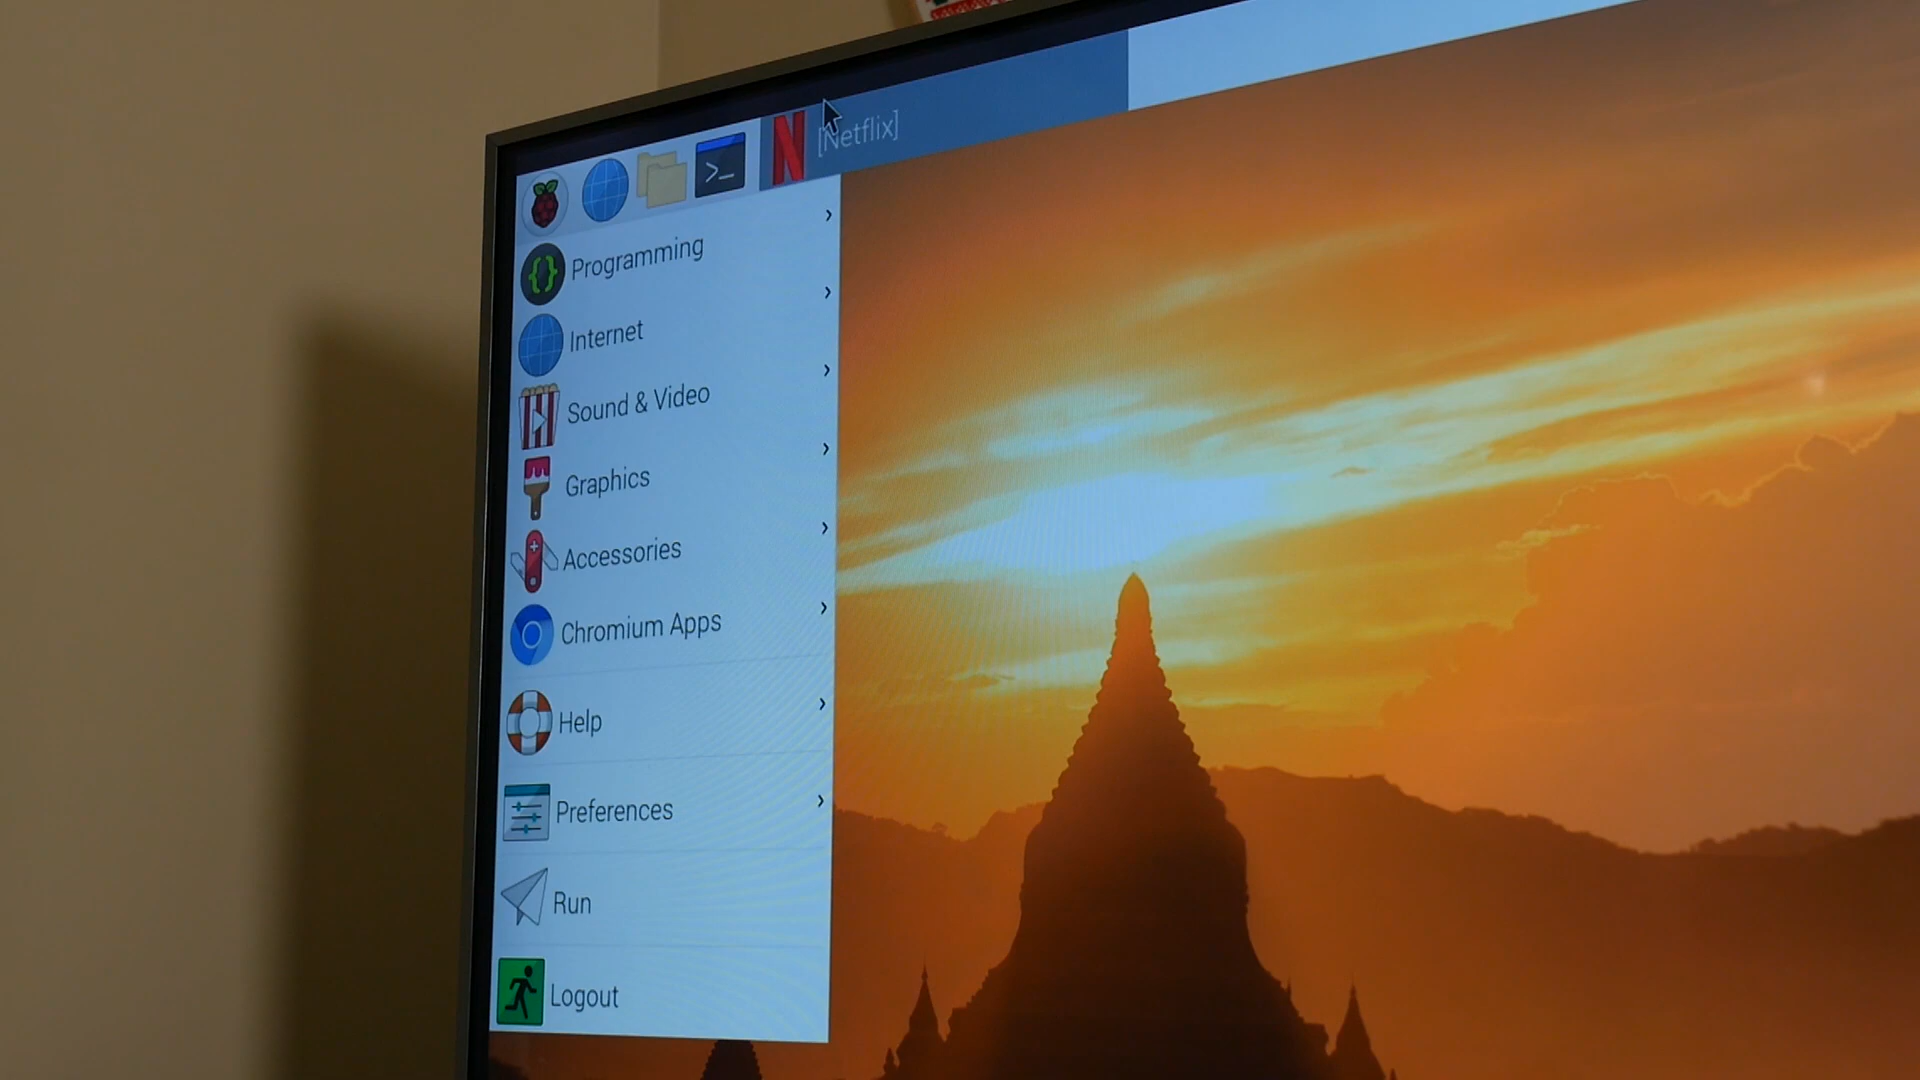 [Netflix]
Programming
Internet
Sound & Video
Graphics
Accessories
Chromium Apps
Help
Preferences
Run
Logout